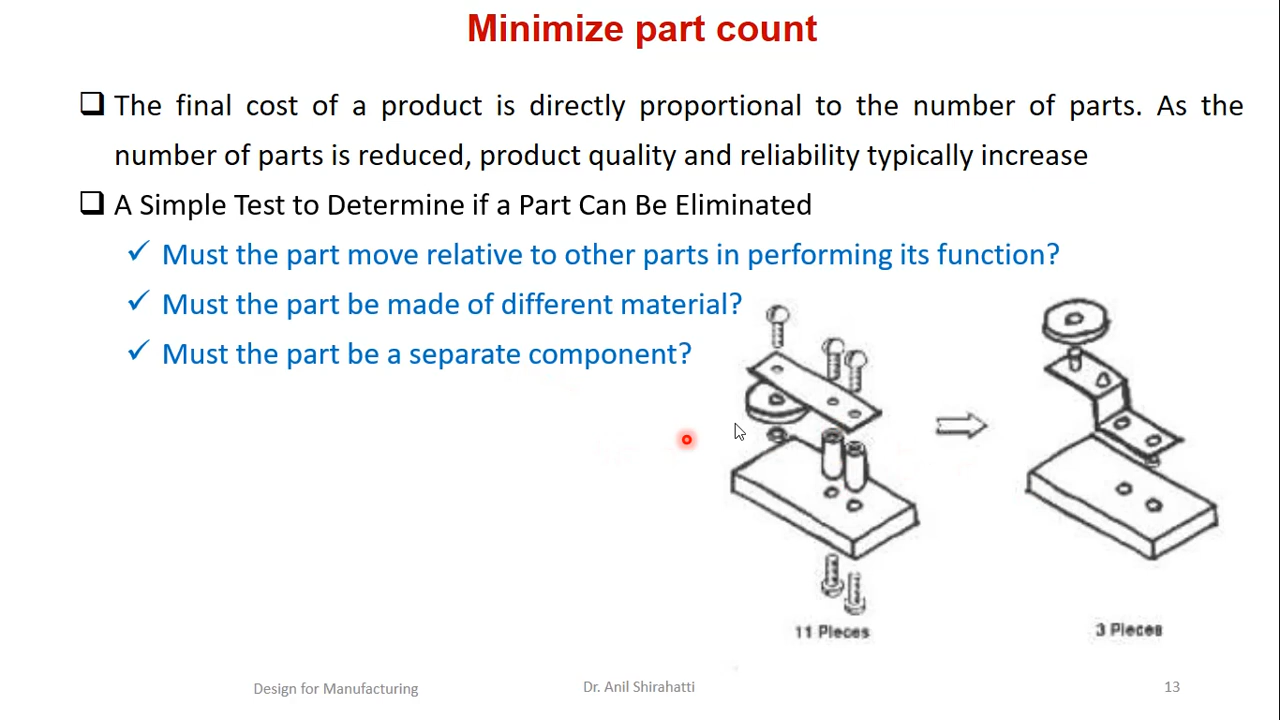 Minimize part count
The final cost of a product is directly proportional to the number of parts. As the
number of parts is reduced, product quality and reliability typically increase
A Simple Test to Determine if a Part Can Be Eliminated
Must the part move relative to other parts in performing its function?
Must the part be made of different material?
Must the part be a separate component?
11 Pieces
3 Pieces
Design for Manufacturing
Dr. Anil Shirahatti
13